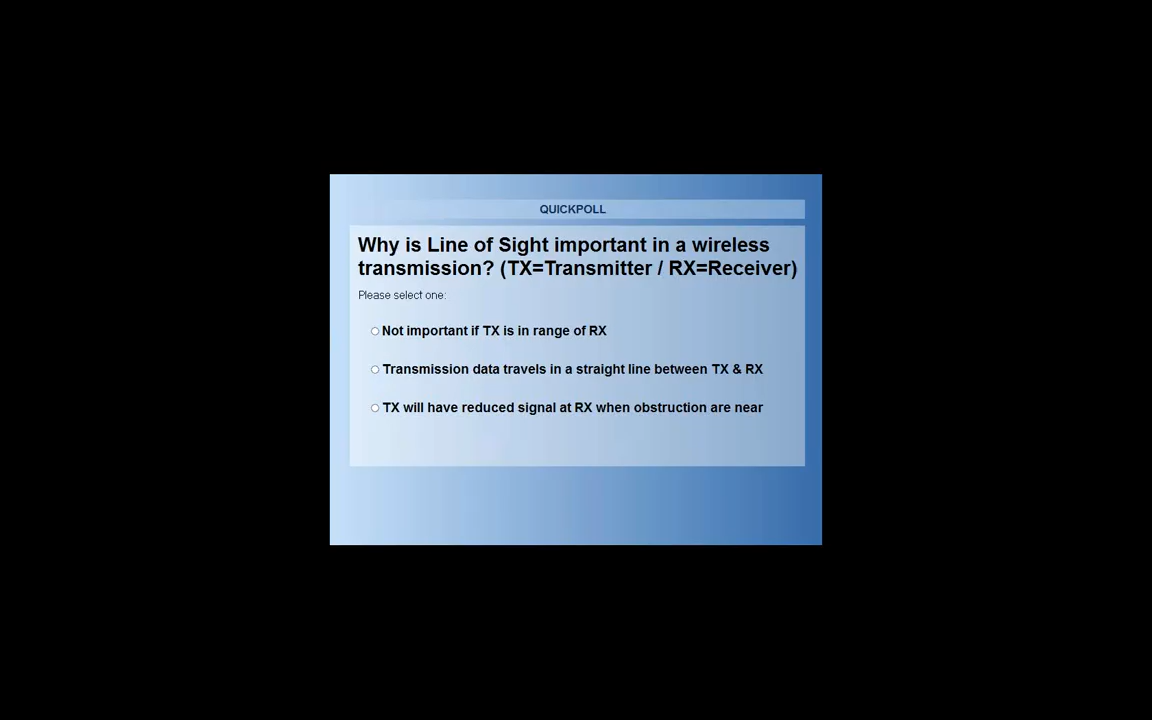 QUICKPOLL
Why is Line of Sight important in a wireless
transmission? (TX=Transmitter / RX=Receiver)
Please select one:
Not important if TX is in range of RX
Transmission data travels in a straight line between TX & RX
TX will have reduced signal at RX when obstruction are near